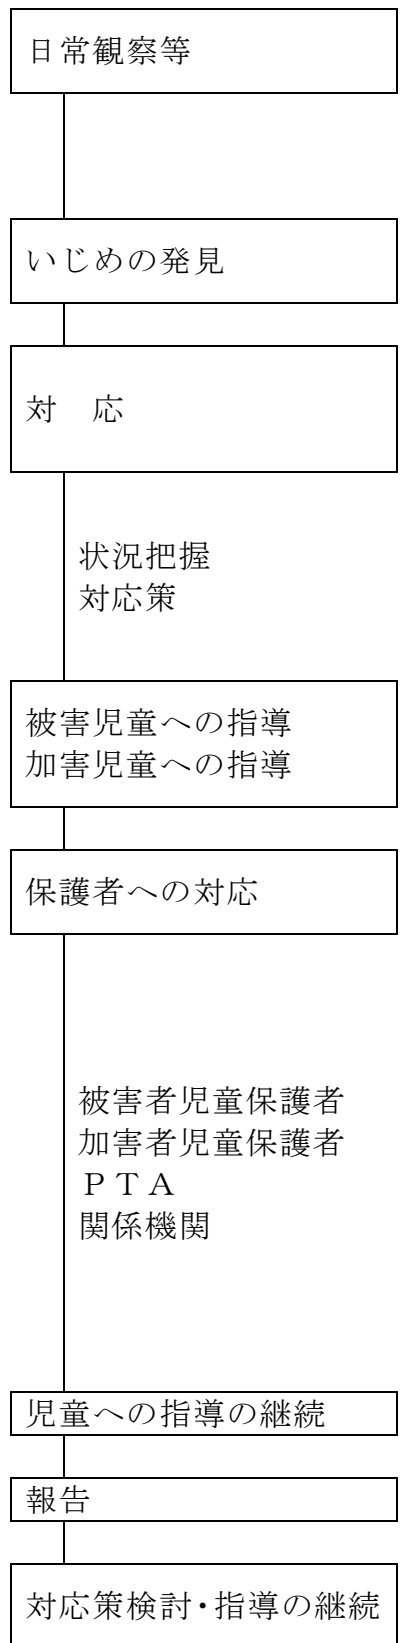 日常観察等
いじめの発見
対　応
状況把握
対応策
被害児童への指導
加害児童への指導
保護者への対応
被害者児童保護者
加害者児童保護者
ＰＴＡ
関係機関
児童への指導の継続
報告
対応策検討・指導の継続